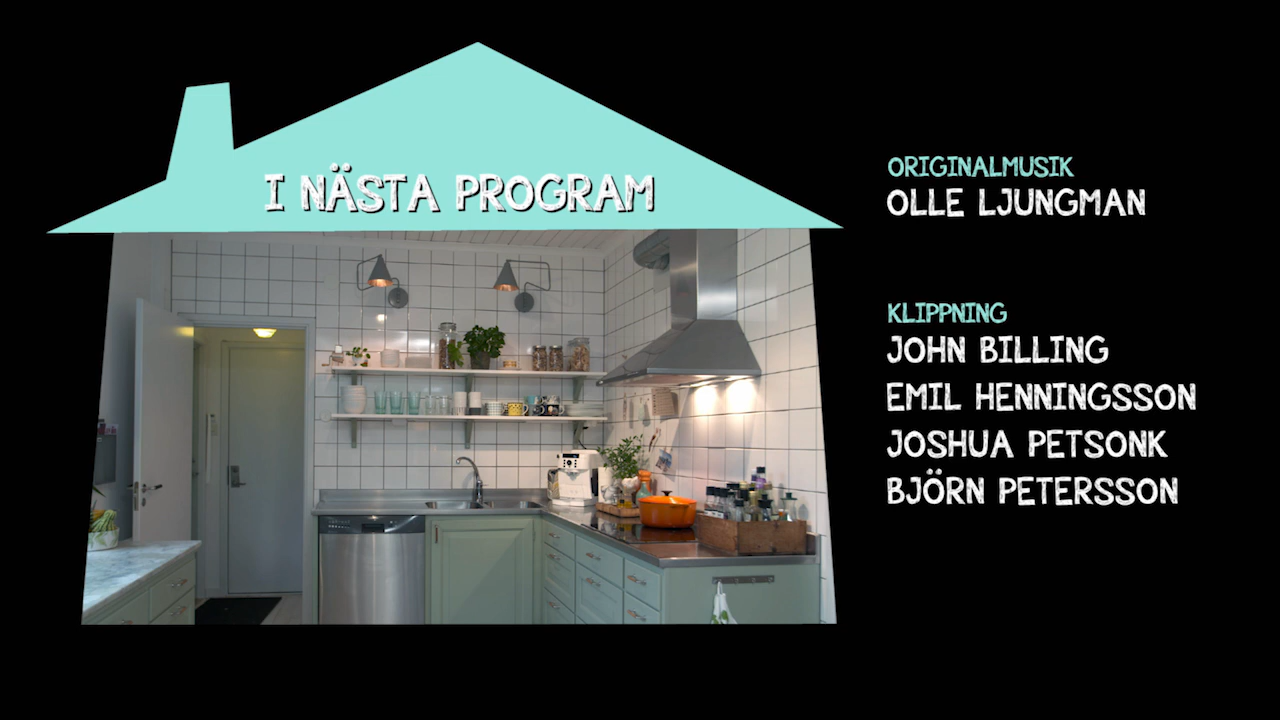 I NÄSTA PROGRAM
ORIGINALMUSIK
OLLE LJUNGMAN
KLIPPNING
JOHN BILLING
EMIL HENNINGSSON
JOSHUA PETSONK
BJÖRN PETERSSON